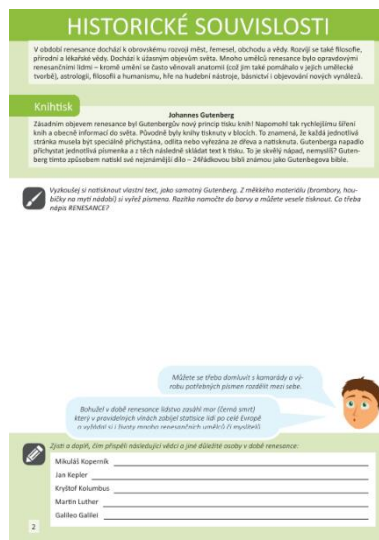 HISTORICKÉ SOUVISLOSTI
V období renesance dochází k obrovskému rozvoji měst, řemesel, obchodu a vědy. Rozvíjí se také filosofie,
přírodní a lékařské vědy. Dochází k úžasným objevům světa. Mnoho umělců renesance bylo opravdovými
renesančními lidmi – kromě umění se často věnovali anatomii (což jim také pomáhalo v jejich umělecké
tvorbě), astrologii, filosofii a humanismu, hře na hudební nástroje, básnictví i objevování nových vynálezů.
Knihtisk
Johannes Gutenberg
Zásadním objevem renesance byl Gutenbergův nový princip tisku knih! Napomohl tak rychlejšímu šíření
knih a obecně informací do světa. Původně byly knihy tisknuty v blocích. To znamená, že každá jednotlivá
stránka musela být speciálně přichystána, odlita nebo vyřezána ze dřeva a natisknuta. Gutenberga napadlo
přichystat jednotlivá písmenka a z těch následně skládat text k tisku. To je skvělý nápad, nemyslíš? Guten-
berg tímto způsobem natiskl své nejznámější dílo – 24řádkovou bibli známou jako Gutenbergova bible.
Vyzkoušej si natisknout vlastní text, jako samotný Gutenberg. Z měkkého materiálu (brambory, hou-
bičky na mytí nádobí) si vyřež písmena. Razítko namočte do barvy a můžete vesele tisknout. Co třeba
nápis RENESANCE?
Můžete se třeba domluvit s kamarády a vý-
robu potřebných písmen rozdělit mezi sebe.
Bohužel v době renesance lidstvo zasáhl mor (černá smrt)
který v pravidelných vlnách zabíjel statisíce lidí po celé Evropě
a vyžádal si i životy mnoha renesančních umělců či myslitelů
Zjisti a doplň, čím přispěli následující vědci a jiné důležité osoby v době renesance:
Mikuláš Koperník
Jan Kepler
Kryštof Kolumbus
Martin Luther
Galileo Galilei
2